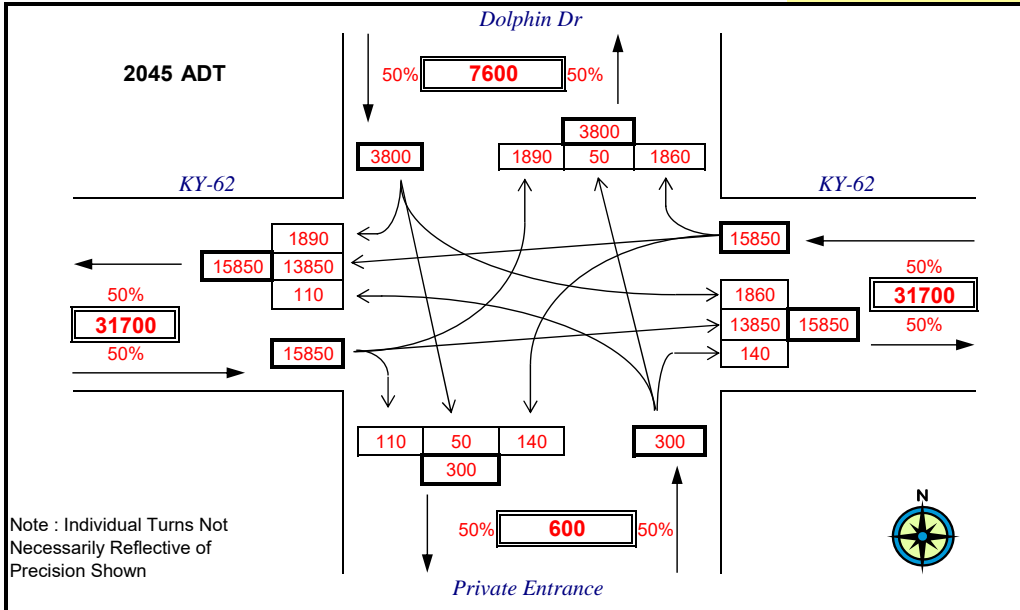 Dolphin Dr
2045 ADT
50% 7600 50%
3800
3800
1890 50 1860
KY-62
KY-62
1890
15850 13850
110
15850
50%
31700
50%
50%
31700
50%
1860
13850 15850
140
15850
110 50 140
300
300
50% 600 50%
N
Note : Individual Turns Not
Necessarily Reflective of
Precision Shown
Private Entrance